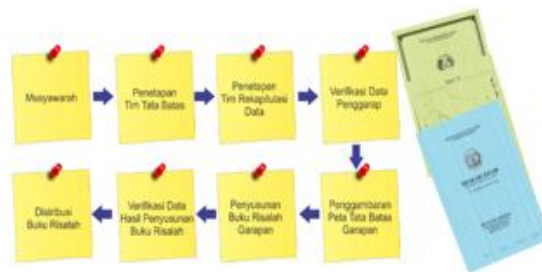 Musyawarah
Penetapan
Tim Tata Batas
Penetapan
Tim Rekapitulasi
Data
Verifikasi Data
Penggarap
Penggambaran
Peta Tata Batas
Garapan
Penyusunan
Buku Risalah
Garapan
Verifikasi Data
Hasil Penyusunan
Buku Risalah
Distribusi
Buku Risalah